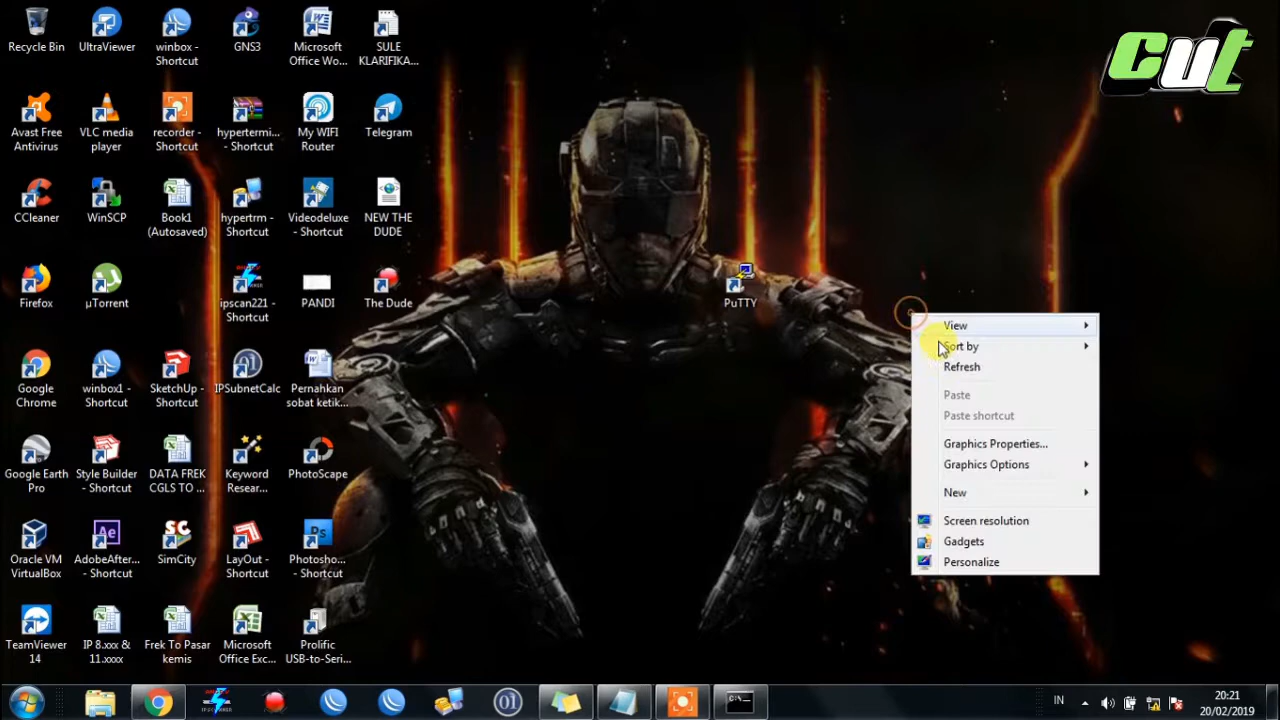 Recycle Bin
UltraViewer
winbox -
Shortcut
GNS3
Microsoft
Office Wo...
SULE
KLARIFIKA...
Avast Free
Antivirus
VLC media
player
recorder -
Shortcut
hypertermi...
- Shortcut
My WIFI
Router
Telegram
CCleaner
WinSCP
Book1
(Autosaved)
hypertrm -
Shortcut
Videodeluxe
- Shortcut
NEW THE
DUDE
Firefox
µTorrent
ipscan221 -
Shortcut
PANDI
The Dude
Google
Chrome
winbox1 -
Shortcut
SketchUp -
Shortcut
IPSubnetCalc
Pernahkan
sobat ketik...
Google Earth
Pro
Style Builder
- Shortcut
DATA FREK
CGLS TO ...
Keyword
Resear...
PhotoScape
Oracle VM
VirtualBox
AdobeAfter...
- Shortcut
SimCity
LayOut -
Shortcut
Photosho...
- Shortcut
TeamViewer
14
IP 8.xxx &
11.xxxx
Frek To Pasar
kemis
Microsoft
Office Exc...
Prolific
USB-to-Seri...
PuTTY
cut
View
Sort by
Refresh
Paste
Paste shortcut
Graphics Properties...
Graphics Options
New
Screen resolution
Gadgets
Personalize
IN
20:21
20/02/2019